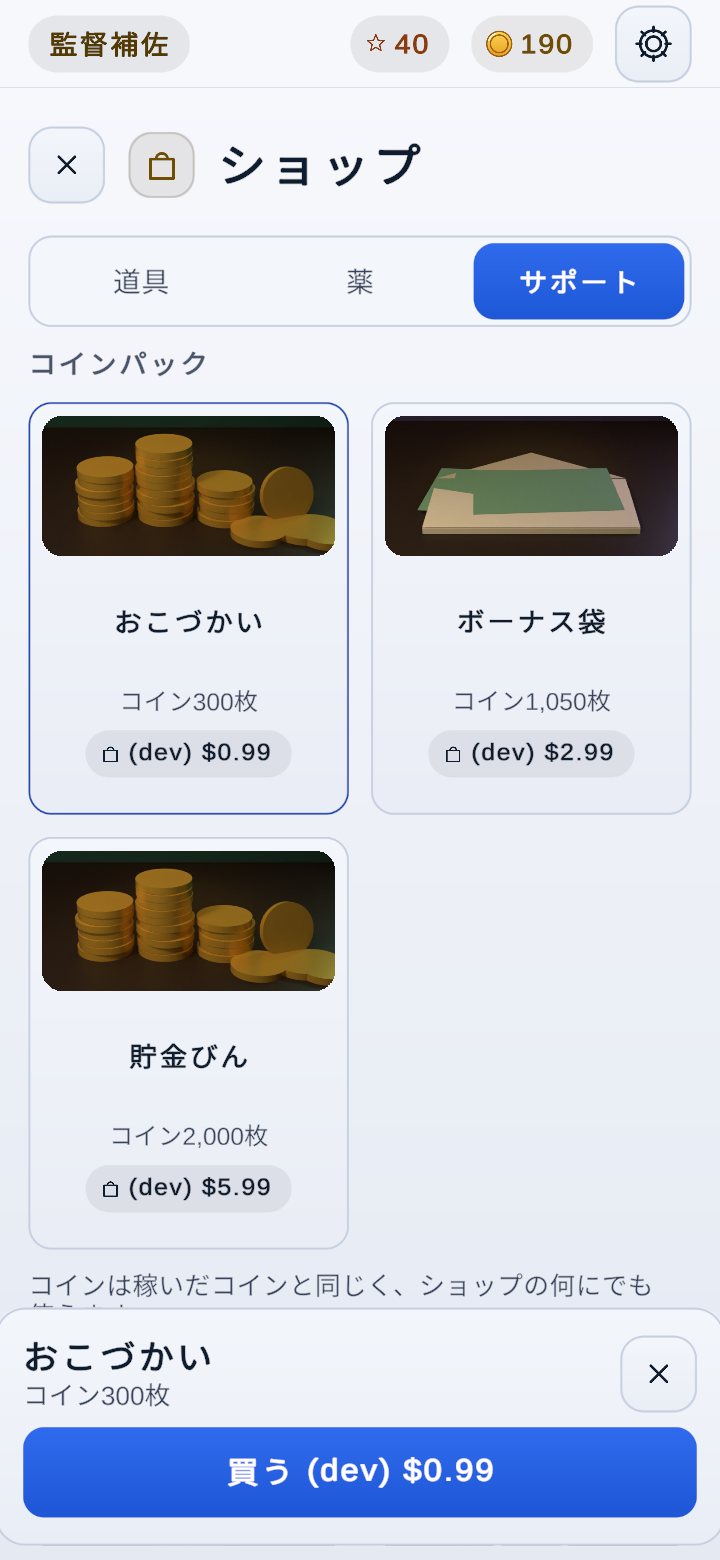 監督補佐
40
190
ショップ
道具
薬
サポート
コインパック
おこづかい
コイン300枚
(dev) $0.99
ボーナス袋
コイン1,050枚
(dev) $2.99
貯金びん
コイン2,000枚
(dev) $5.99
コインは稼いだコインと同じく、ショップの何にでも
おこづかい
コイン300枚
買う (dev) $0.99